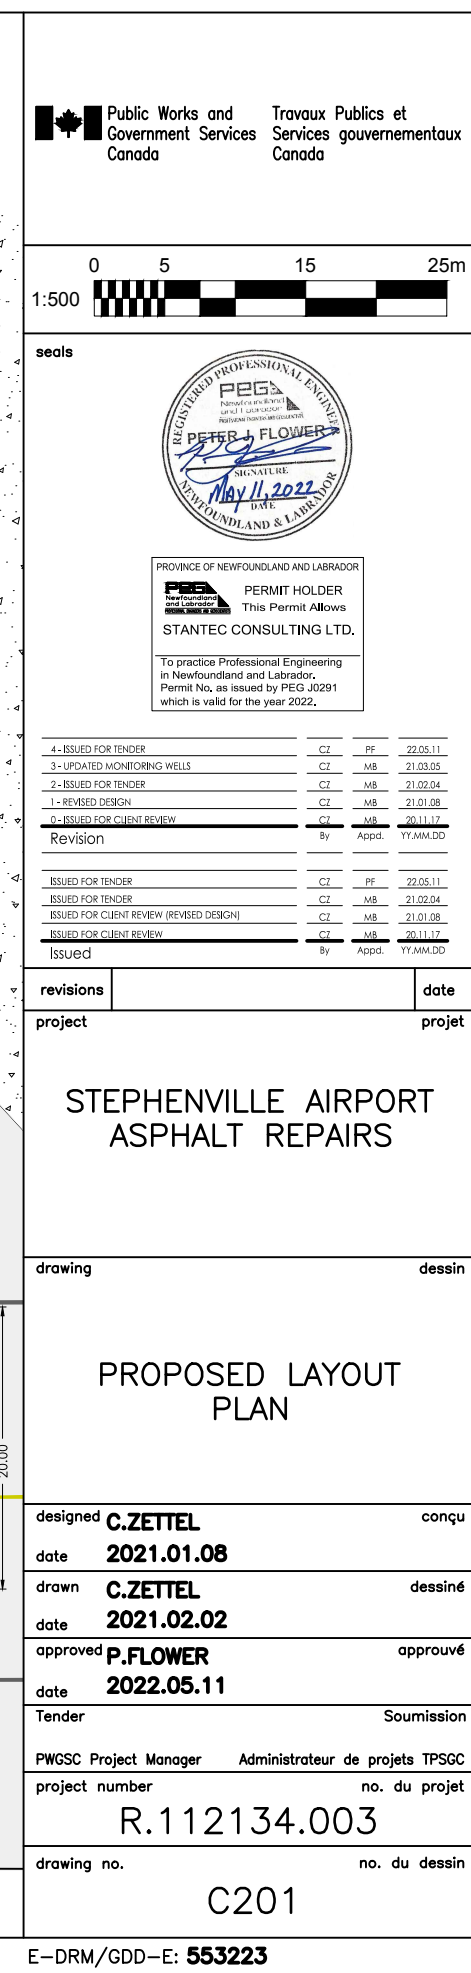 Public Works and
Government Services
Canada
Travaux Publics et
Services gouvernementaux
Canada
0 5 15 25m
1:500
seals
REGISTERED PROFESSIONAL ENGINEER
PEG
Newfoundland
and Labrador
PETER J. FLOWER
SIGNATURE
MAY 11, 2022
DATE
NEWFOUNDLAND & LABRADOR
PROVINCE OF NEWFOUNDLAND AND LABRADOR
PEG
Newfoundland
and Labrador
PERMIT HOLDER
This Permit Allows
STANTEC CONSULTING LTD.
To practice Professional Engineering
in Newfoundland and Labrador.
Permit No. as issued by PEG J0291
which is valid for the year 2022.
4 - ISSUED FOR TENDER CZ PF 22.05.11
3 - UPDATED MONITORING WELLS CZ MB 21.03.05
2 - ISSUED FOR TENDER CZ MB 21.02.04
1 - REVISED DESIGN CZ MB 21.01.08
0 - ISSUED FOR CLIENT REVIEW CZ MB 20.11.17
Revision By Appd. YY.MM.DD
ISSUED FOR TENDER CZ PF 22.05.11
ISSUED FOR TENDER CZ MB 21.02.04
ISSUED FOR CLIENT REVIEW (REVISED DESIGN) CZ MB 21.01.08
ISSUED FOR CLIENT REVIEW CZ MB 20.11.17
Issued By Appd. YY.MM.DD
revisions date
project projet
STEPHENVILLE AIRPORT
ASPHALT REPAIRS
drawing dessin
PROPOSED LAYOUT
PLAN
20.00
designed C.ZETTEL conçu
date 2021.01.08
drawn C.ZETTEL dessiné
date 2021.02.02
approved P.FLOWER approuvé
date 2022.05.11
Tender Soumission
PWGSC Project Manager Administrateur de projets TPSGC
project number no. du projet
R.112134.003
drawing no. no. du dessin
C201
E-DRM/GDD-E: 553223